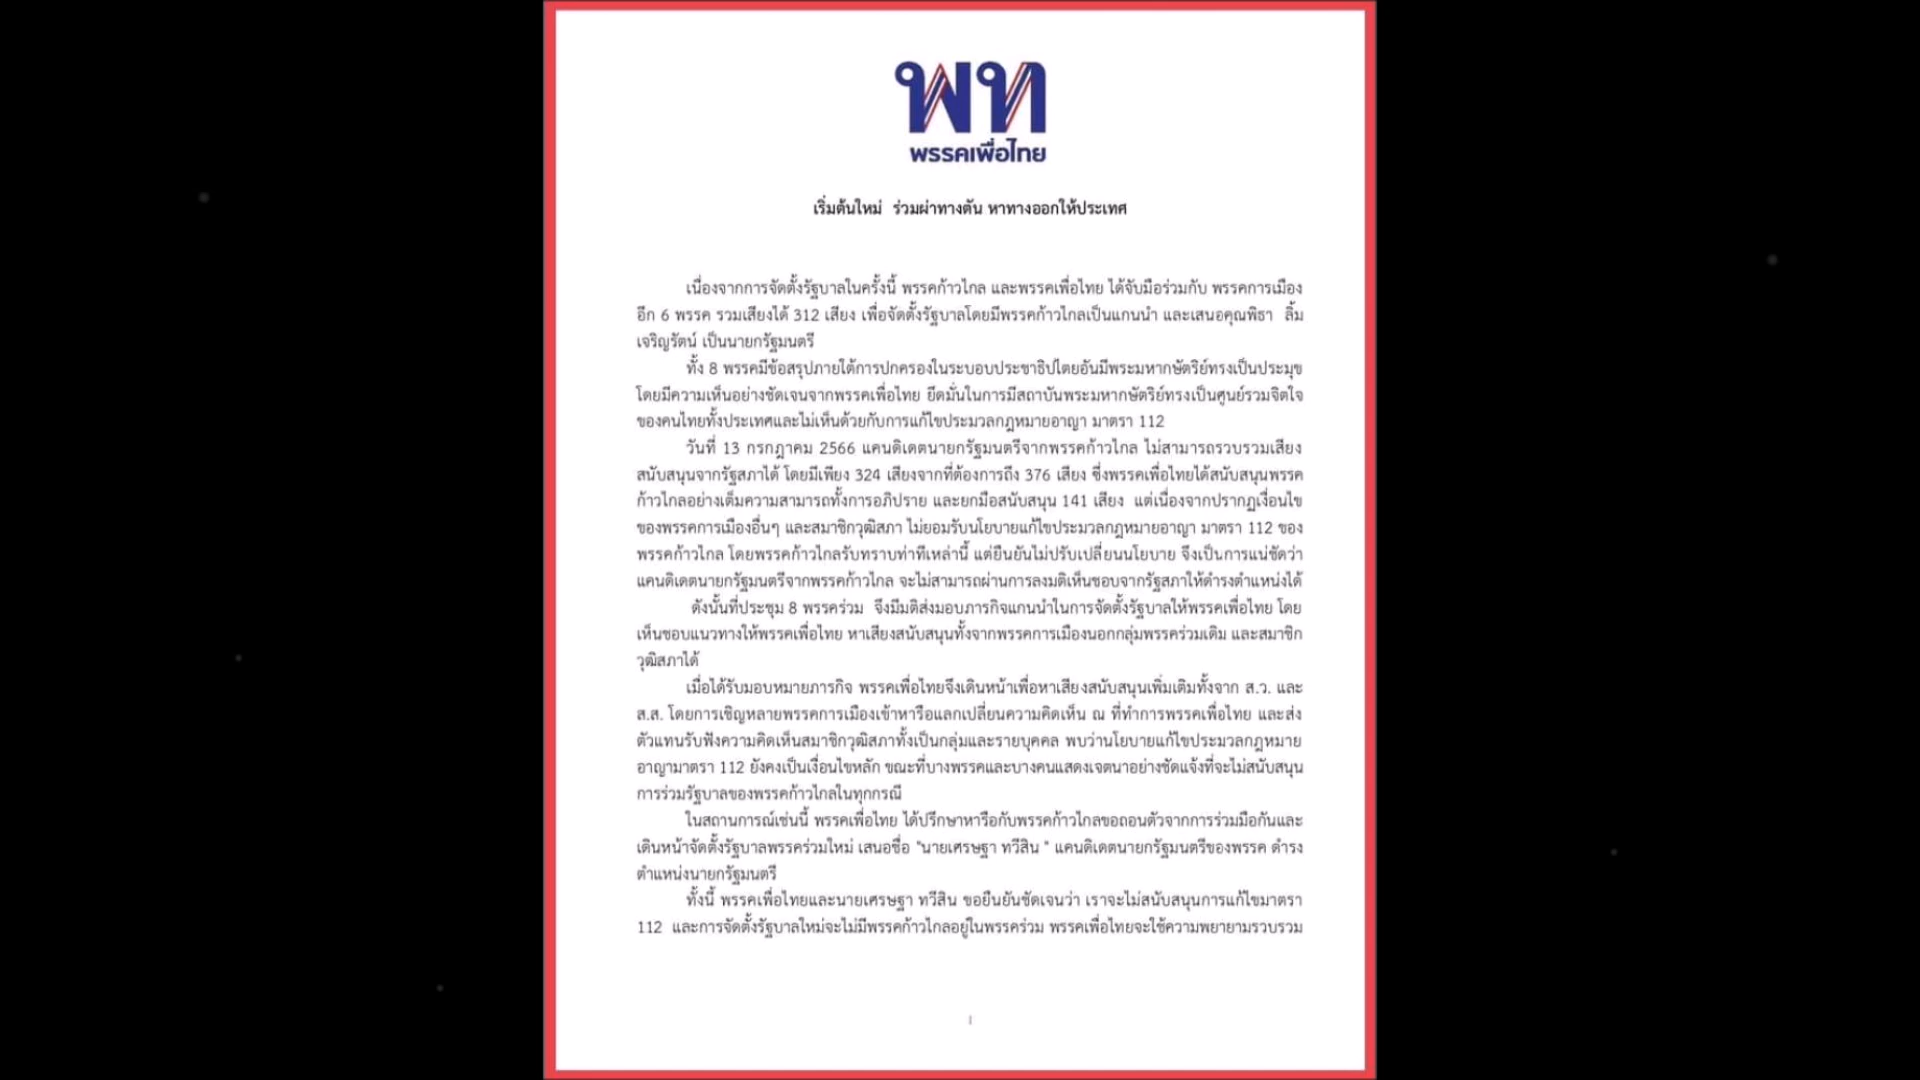 พท
พรรคเพื่อไทย
เริ่มต้นใหม่ ร่วมผ่าทางตัน หาทางออกให้ประเทศ
เนื่องจากการจัดตั้งรัฐบาลในครั้งนี้ พรรคก้าวไกล และพรรคเพื่อไทย ได้จับมือร่วมกับ พรรคการเมือง
อีก 6 พรรค รวมเสียงได้ 312 เสียง เพื่อจัดตั้งรัฐบาลโดยมีพรรคก้าวไกลเป็นแกนนำ และเสนอคุณพิธา ลิ้ม
เจริญรัตน์ เป็นนายกรัฐมนตรี
ทั้ง 8 พรรคมีข้อสรุปภายใต้การปกครองในระบอบประชาธิปไตยอันมีพระมหากษัตริย์ทรงเป็นประมุข
โดยมีความเห็นอย่างชัดเจนจากพรรคเพื่อไทย ยึดมั่นในการมีสถาบันพระมหากษัตริย์ทรงเป็นศูนย์รวมจิตใจ
ของคนไทยทั้งประเทศและไม่เห็นด้วยกับการแก้ไขประมวลกฎหมายอาญา มาตรา 112
วันที่ 13 กรกฎาคม 2566 แคนดิเดตนายกรัฐมนตรีจากพรรคก้าวไกล ไม่สามารถรวบรวมเสียง
สนับสนุนจากรัฐสภาได้ โดยมีเพียง 324 เสียงจากที่ต้องการถึง 376 เสียง ซึ่งพรรคเพื่อไทยได้สนับสนุนพรรค
ก้าวไกลอย่างเต็มความสามารถทั้งการอภิปราย และยกมือสนับสนุน 141 เสียง แต่เนื่องจากปรากฏเงื่อนไข
ของพรรคการเมืองอื่นๆ และสมาชิกวุฒิสภา ไม่ยอมรับนโยบายแก้ไขประมวลกฎหมายอาญา มาตรา 112 ของ
พรรคก้าวไกล โดยพรรคก้าวไกลรับทราบท่าทีเหล่านี้ แต่ยืนยันไม่ปรับเปลี่ยนนโยบาย จึงเป็นการแน่ชัดว่า
แคนดิเดตนายกรัฐมนตรีจากพรรคก้าวไกล จะไม่สามารถผ่านการลงมติเห็นชอบจากรัฐสภาให้ดำรงตำแหน่งได้
ดังนั้นที่ประชุม 8 พรรคร่วม จึงมีมติส่งมอบภารกิจแกนนำในการจัดตั้งรัฐบาลให้พรรคเพื่อไทย โดย
เห็นชอบแนวทางให้พรรคเพื่อไทย หาเสียงสนับสนุนทั้งจากพรรคการเมืองนอกกลุ่มพรรคร่วมเดิม และสมาชิก
วุฒิสภาได้
เมื่อได้รับมอบหมายภารกิจ พรรคเพื่อไทยจึงเดินหน้าเพื่อหาเสียงสนับสนุนเพิ่มเติมทั้งจาก ส.ว. และ
ส.ส. โดยการเชิญหลายพรรคการเมืองเข้าหารือแลกเปลี่ยนความคิดเห็น ณ ที่ทำการพรรคเพื่อไทย และส่ง
ตัวแทนรับฟังความคิดเห็นสมาชิกวุฒิสภาทั้งเป็นกลุ่มและรายบุคคล พบว่านโยบายแก้ไขประมวลกฎหมาย
อาญามาตรา 112 ยังคงเป็นเงื่อนไขหลัก ขณะที่บางพรรคและบางคนแสดงเจตนาอย่างชัดแจ้งที่จะไม่สนับสนุน
การร่วมรัฐบาลของพรรคก้าวไกลในทุกกรณี
ในสถานการณ์เช่นนี้ พรรคเพื่อไทย ได้ปรึกษาหารือกับพรรคก้าวไกลขอถอนตัวจากการร่วมมือกันและ
เดินหน้าจัดตั้งรัฐบาลพรรคร่วมใหม่ เสนอชื่อ "นายเศรษฐา ทวีสิน " แคนดิเดตนายกรัฐมนตรีของพรรค ดำรง
ตำแหน่งนายกรัฐมนตรี
ทั้งนี้ พรรคเพื่อไทยและนายเศรษฐา ทวีสิน ขอยืนยันชัดเจนว่า เราจะไม่สนับสนุนการแก้ไขมาตรา
112 และการจัดตั้งรัฐบาลใหม่จะไม่มีพรรคก้าวไกลอยู่ในพรรคร่วม พรรคเพื่อไทยจะใช้ความพยายามรวบรวม
1